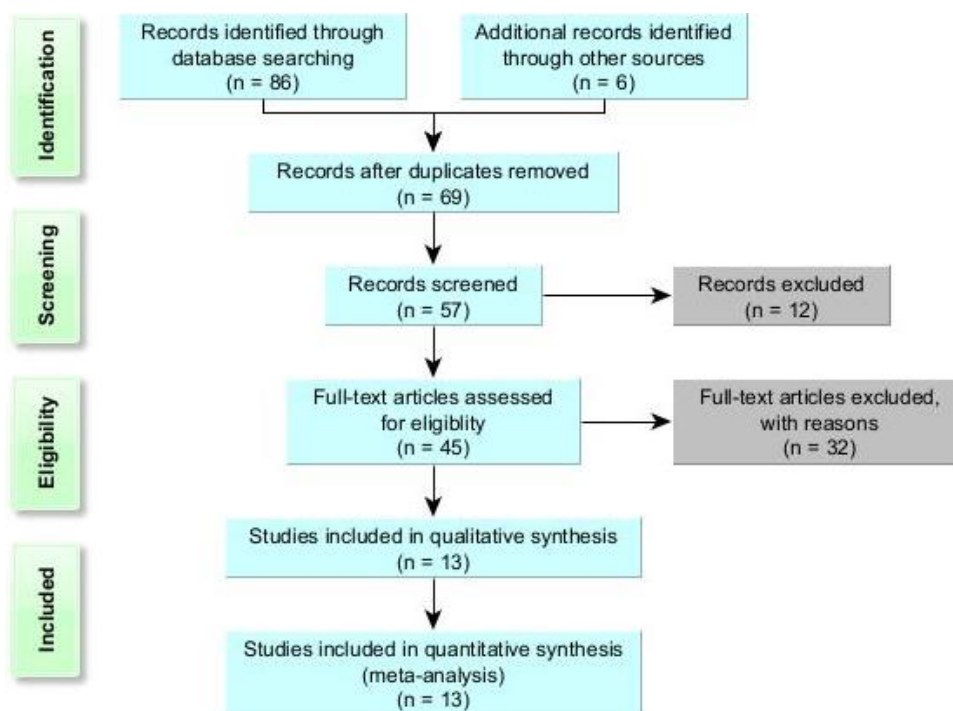 Identification
Records identified through
database searching
(n = 86)
Additional records identified
through other sources
(n = 6)
Records after duplicates removed
(n = 69)
Screening
Records screened
(n = 57)
Records excluded
(n = 12)
Eligibility
Full-text articles assessed
for eligiblity
(n = 45)
Full-text articles excluded,
with reasons
(n = 32)
Included
Studies included in qualitative synthesis
(n = 13)
Studies included in quantitative synthesis
(meta-analysis)
(n = 13)